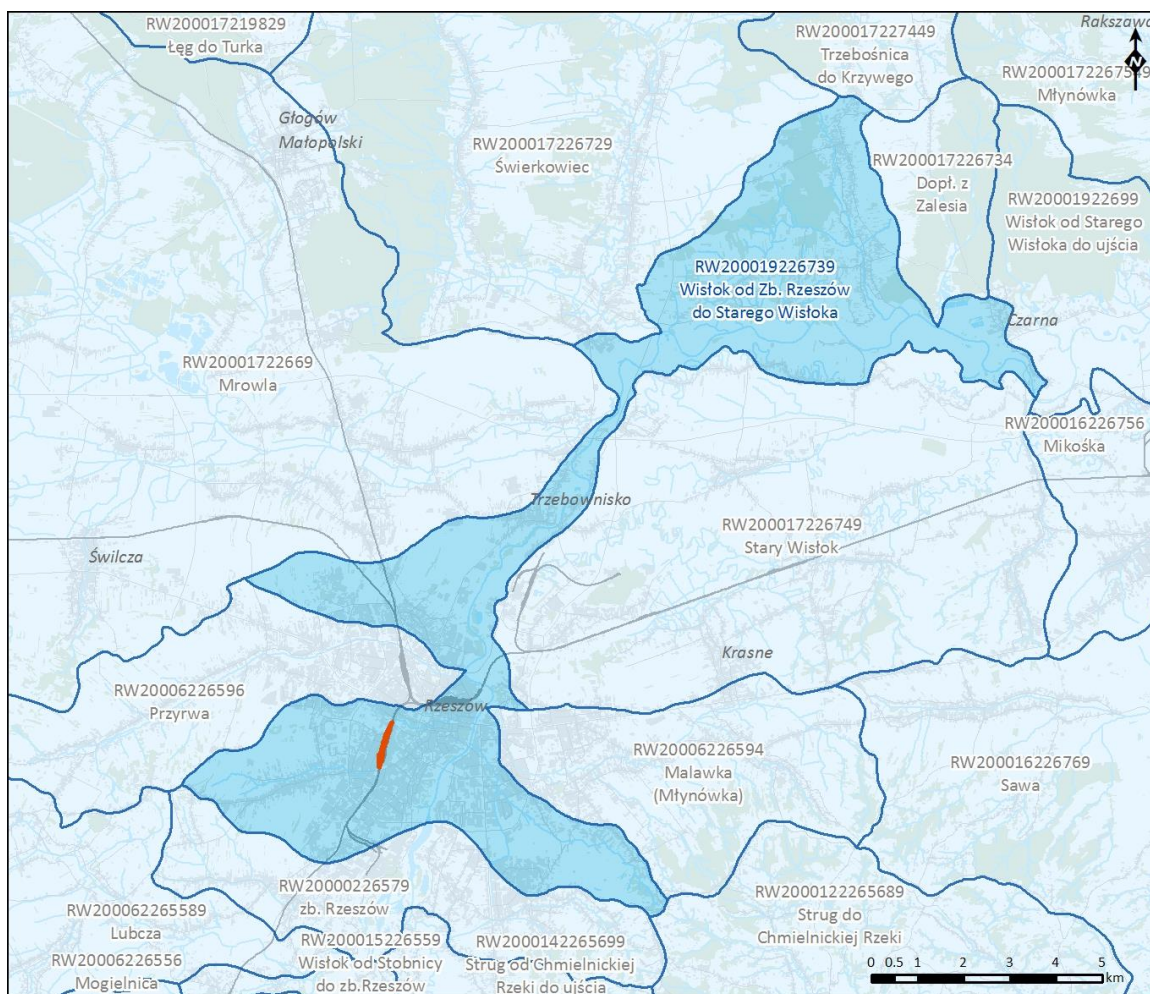 RW200017219829
Łęg do Turka
RW200017227449
Trzebośnica
do Krzywego
Rakszawa
N
RW2000172267549
Młynówka
Głogów
Małopolski
RW200017226729
Świerkowiec
RW200017226734
Dopł. z
Zalesia
RW20001922699
Wisłok od Starego
Wisłoka do ujścia
RW200019226739
Wisłok od Zb. Rzeszów
do Starego Wisłoka
Czarna
RW20001722669
Mrowla
RW200016226756
Mikośka
Trzebownisko
RW200017226749
Stary Wisłok
Świlcza
Krasne
RW20006226596
Przyrwa
Rzeszów
RW20006226594
Malawka
(Młynówka)
RW200016226769
Sawa
RW20000226579
zb. Rzeszów
RW2000122265689
Strug do
Chmielnickiej Rzeki
RW200062265589
Lubcza
RW20006226556
Mogielnica
RW200015226559
Wisłok od Stobnicy
do zb.Rzeszów
RW2000142265699
Strug od Chmielnickiej
Rzeki do ujścia
0 0.5 1 2 3 4 5
km